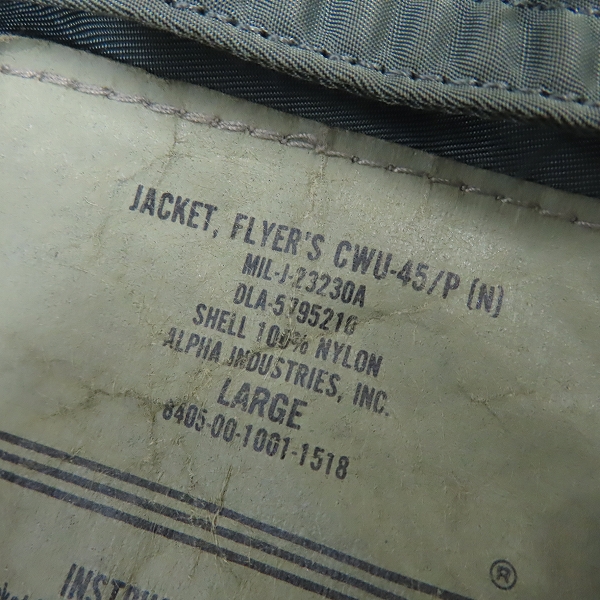 JACKET, FLYER'S CWU-45/P (N)
MIL-J-23230A
DLA-5795210
SHELL 100% NYLON
ALPHA INDUSTRIES, INC.
LARGE
8405-00-1001-1518
®